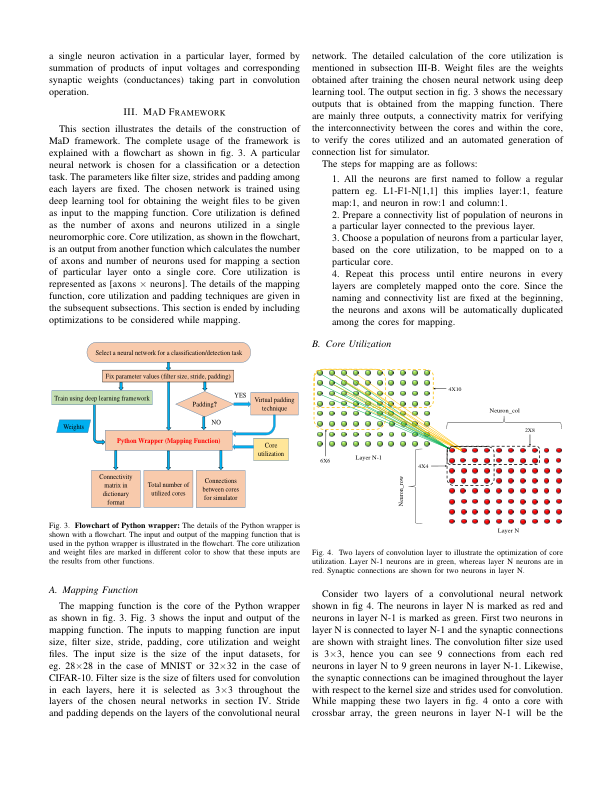 a single neuron activation in a particular layer, formed by
summation of products of input voltages and corresponding
synaptic weights (conductances) taking part in convolution
operation.
III. MaD Framework
This section illustrates the details of the construction of
MaD framework. The complete usage of the framework is
explained with a flowchart as shown in fig. 3. A particular
neural network is chosen for a classification or a detection
task. The parameters like filter size, strides and padding among
each layers are fixed. The chosen network is trained using
deep learning tool for obtaining the weight files to be given
as input to the mapping function. Core utilization is defined
as the number of axons and neurons utilized in a single
neuromorphic core. Core utilization, as shown in the flowchart,
is an output from another function which calculates the number
of axons and number of neurons used for mapping a section
of particular layer onto a single core. Core utilization is
represented as [axons × neurons]. The details of the mapping
function, core utilization and padding techniques are given in
the subsequent subsections. This section is ended by including
optimizations to be considered while mapping.
Select a neural network for a classification/detection task
Fix parameter values (filter size, stride, padding)
Train using deep learning framework
Padding?
YES
Virtual padding
technique
NO
Weights
Python Wrapper (Mapping Function)
Core
utilization
Connectivity
matrix in
dictionary
format
Total number of
utilized cores
Connections
between cores
for simulator
Fig. 3. Flowchart of Python wrapper: The details of the Python wrapper is
shown with a flowchart. The input and output of the mapping function that is
used in the python wrapper is illustrated in the flowchart. The core utilization
and weight files are marked in different color to show that these inputs are
the results from other functions.
A. Mapping Function
The mapping function is the core of the Python wrapper
as shown in fig. 3. Fig. 3 shows the input and output of the
mapping function. The inputs to mapping function are input
size, filter size, stride, padding, core utilization and weight
files. The input size is the size of the input datasets, for
eg. 28×28 in the case of MNIST or 32×32 in the case of
CIFAR-10. Filter size is the size of filters used for convolution
in each layers, here it is selected as 3×3 throughout the
layers of the chosen neural networks in section IV. Stride
and padding depends on the layers of the convolutional neural
network. The detailed calculation of the core utilization is
mentioned in subsection III-B. Weight files are the weights
obtained after training the chosen neural network using deep
learning tool. The output section in fig. 3 shows the necessary
outputs that is obtained from the mapping function. There
are mainly three outputs, a connectivity matrix for verifying
the interconnectivity between the cores and within the core,
to verify the cores utilized and an automated generation of
connection list for simulator.
The steps for mapping are as follows:
1. All the neurons are first named to follow a regular
pattern eg. L1-F1-N[1,1] this implies layer:1, feature
map:1, and neuron in row:1 and column:1.
2. Prepare a connectivity list of population of neurons in
a particular layer connected to the previous layer.
3. Choose a population of neurons from a particular layer,
based on the core utilization, to be mapped on to a
particular core.
4. Repeat this process until entire neurons in every
layers are completely mapped onto the core. Since the
naming and connectivity list are fixed at the beginning,
the neurons and axons will be automatically duplicated
among the cores for mapping.
B. Core Utilization
4X10
Neuron_col
2X8
6X6
Layer N-1
4X4
Neuron_row
Layer N
Fig. 4. Two layers of convolution layer to illustrate the optimization of core
utilization. Layer N-1 neurons are in green, whereas layer N neurons are in
red. Synaptic connections are shown for two neurons in layer N.
Consider two layers of a convolutional neural network
shown in fig 4. The neurons in layer N is marked as red and
neurons in layer N-1 is marked as green. First two neurons in
layer N is connected to layer N-1 and the synaptic connections
are shown with straight lines. The convolution filter size used
is 3×3, hence you can see 9 connections from each red
neurons in layer N to 9 green neurons in layer N-1. Likewise,
the synaptic connections can be imagined throughout the layer
with respect to the kernel size and strides used for convolution.
While mapping these two layers in fig. 4 onto a core with
crossbar array, the green neurons in layer N-1 will be the